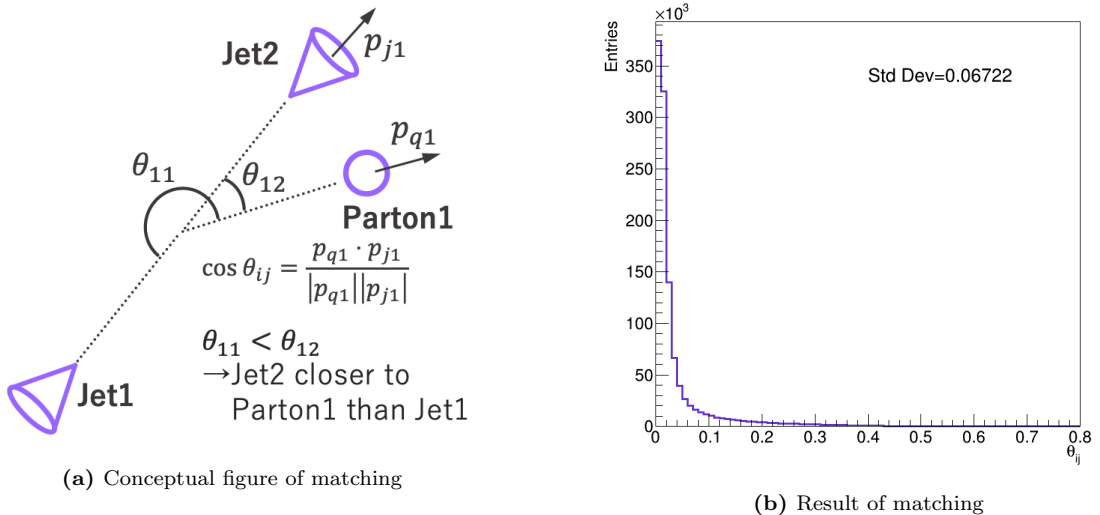 Jet2
p_{j1}
p_{q1}
θ_{11}
θ_{12}
Parton1
cos θ_{ij} = \frac{p_{q1} · p_{j1}}{|p_{q1}||p_{j1}|}
θ_{11} < θ_{12}
→Jet2 closer to
Parton1 than Jet1
Jet1
(a) Conceptual figure of matching
×10³
Entries
Std Dev=0.06722
350
300
250
200
150
100
50
0
0 0.1 0.2 0.3 0.4 0.5 0.6 0.7 0.8
θ_{ij}
(b) Result of matching